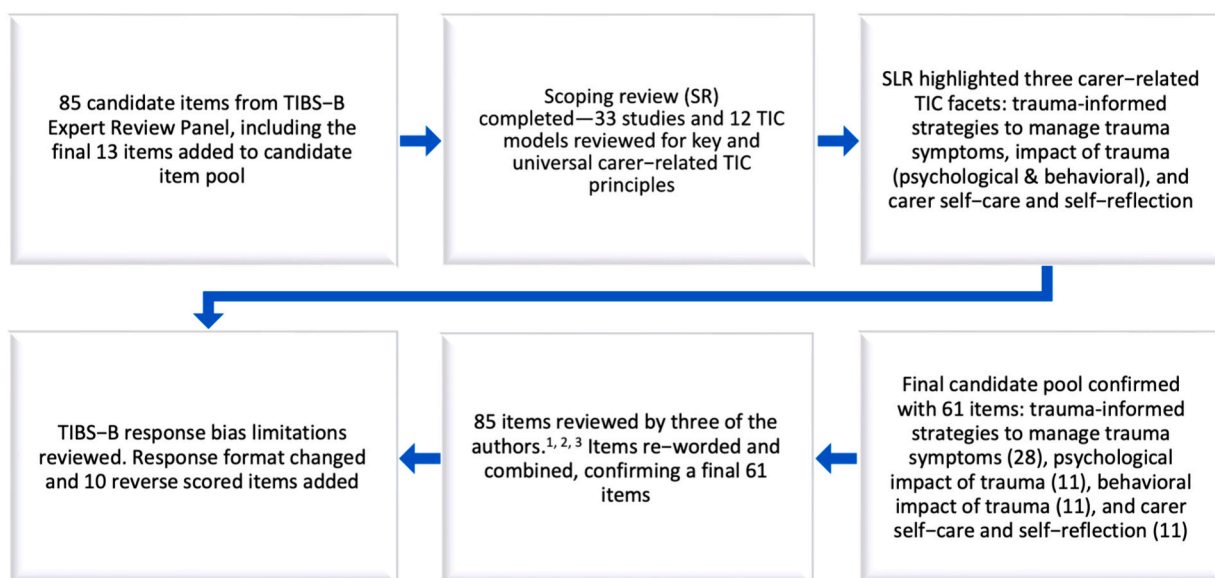 85 candidate items from TIBS−B
Expert Review Panel, including the
final 13 items added to candidate
item pool
Scoping review (SR)
completed—33 studies and 12 TIC
models reviewed for key and
universal carer−related TIC
principles
SLR highlighted three carer−related
TIC facets: trauma-informed
strategies to manage trauma
symptoms, impact of trauma
(psychological & behavioral), and
carer self−care and self−reflection
TIBS−B response bias limitations
reviewed. Response format changed
and 10 reverse scored items added
85 items reviewed by three of the
authors.1, 2, 3 Items re−worded and
combined, confirming a final 61
items
Final candidate pool confirmed
with 61 items: trauma-informed
strategies to manage trauma
symptoms (28), psychological
impact of trauma (11), behavioral
impact of trauma (11), and carer
self−care and self−reflection (11)